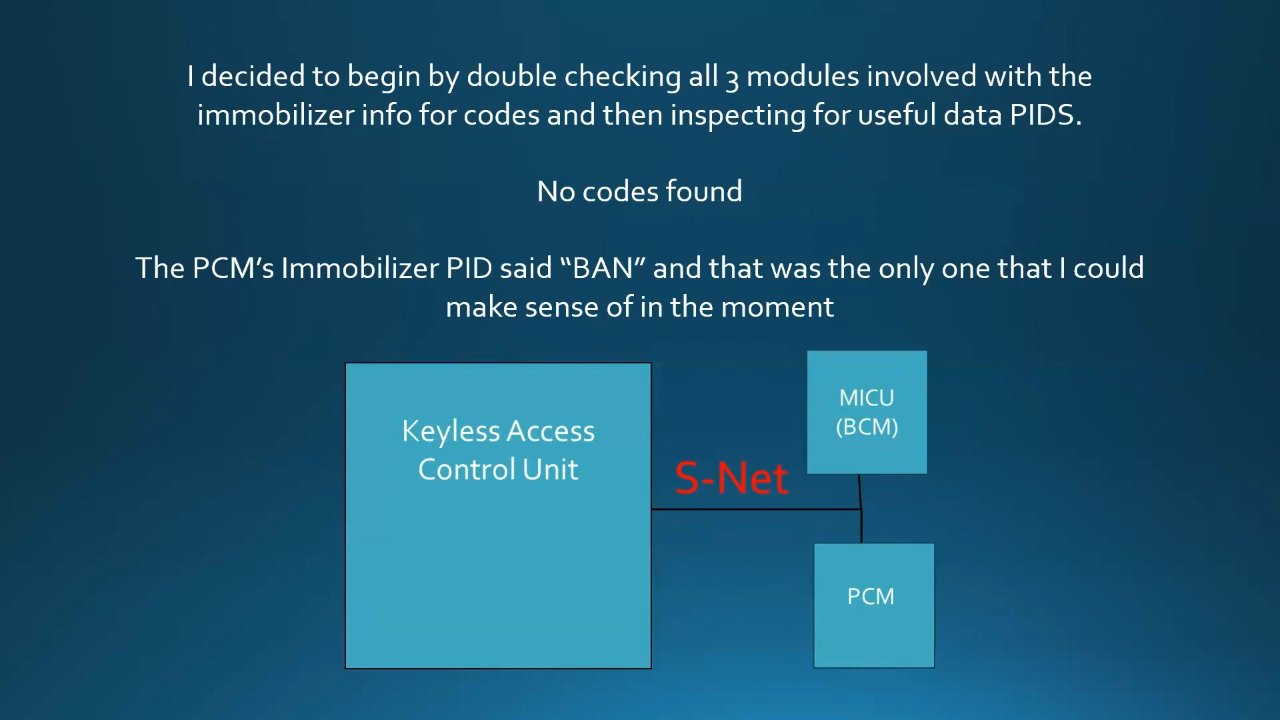 I decided to begin by double checking all 3 modules involved with the
immobilizer info for codes and then inspecting for useful data PIDS.
No codes found
The PCM’s Immobilizer PID said “BAN” and that was the only one that I could
make sense of in the moment
Keyless Access
Control Unit
S-Net
MICU
(BCM)
PCM